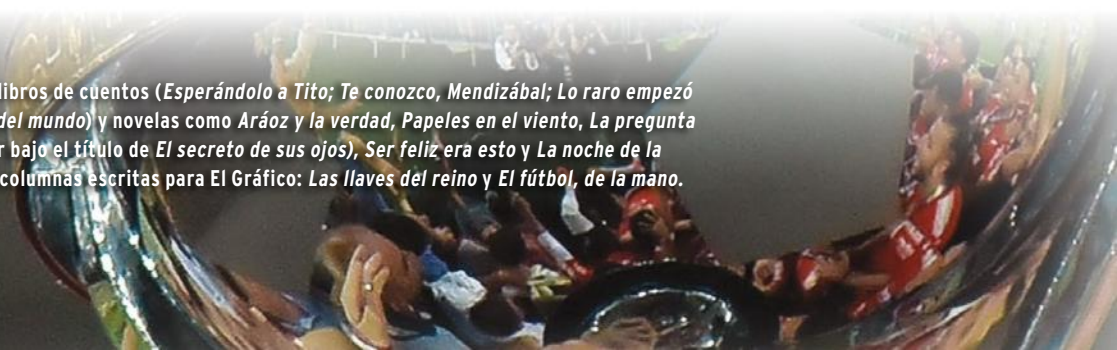 libros de cuentos (Esperándolo a Tito; Te conozco, Mendizábal; Lo raro empezó
del mundo) y novelas como Aráoz y la verdad, Papeles en el viento, La pregunta
r bajo el título de El secreto de sus ojos), Ser feliz era esto y La noche de la
columnas escritas para El Gráfico: Las llaves del reino y El fútbol, de la mano.